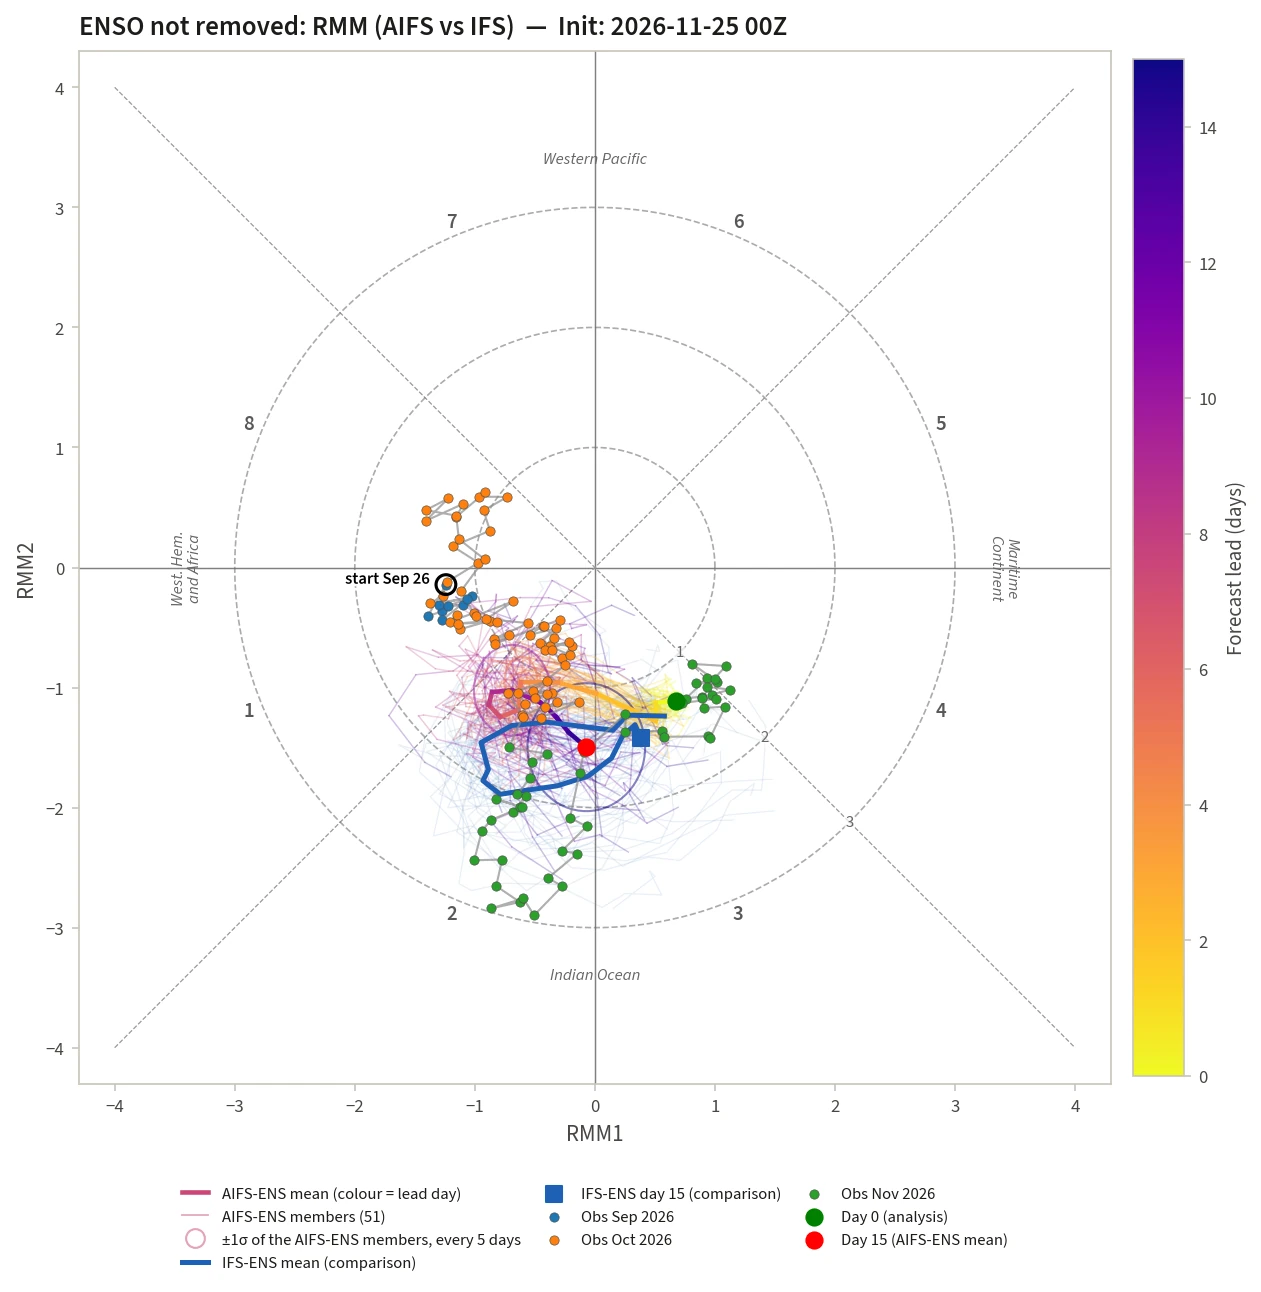 ENSO not removed: RMM (AIFS vs IFS) — Init: 2026-11-25 00Z
4
3
2
1
0
−1
−2
−3
−4
RMM2
−4
−3
−2
−1
0
1
2
3
4
RMM1
Western Pacific
7
6
8
5
West. Hem.
and Africa
Maritime
Continent
start Sep 26
1
1
4
2
3
2
3
Indian Ocean
14
12
10
8
6
4
2
0
Forecast lead (days)
AIFS-ENS mean (colour = lead day)
AIFS-ENS members (51)
±1σ of the AIFS-ENS members, every 5 days
IFS-ENS mean (comparison)
IFS-ENS day 15 (comparison)
Obs Sep 2026
Obs Oct 2026
Obs Nov 2026
Day 0 (analysis)
Day 15 (AIFS-ENS mean)